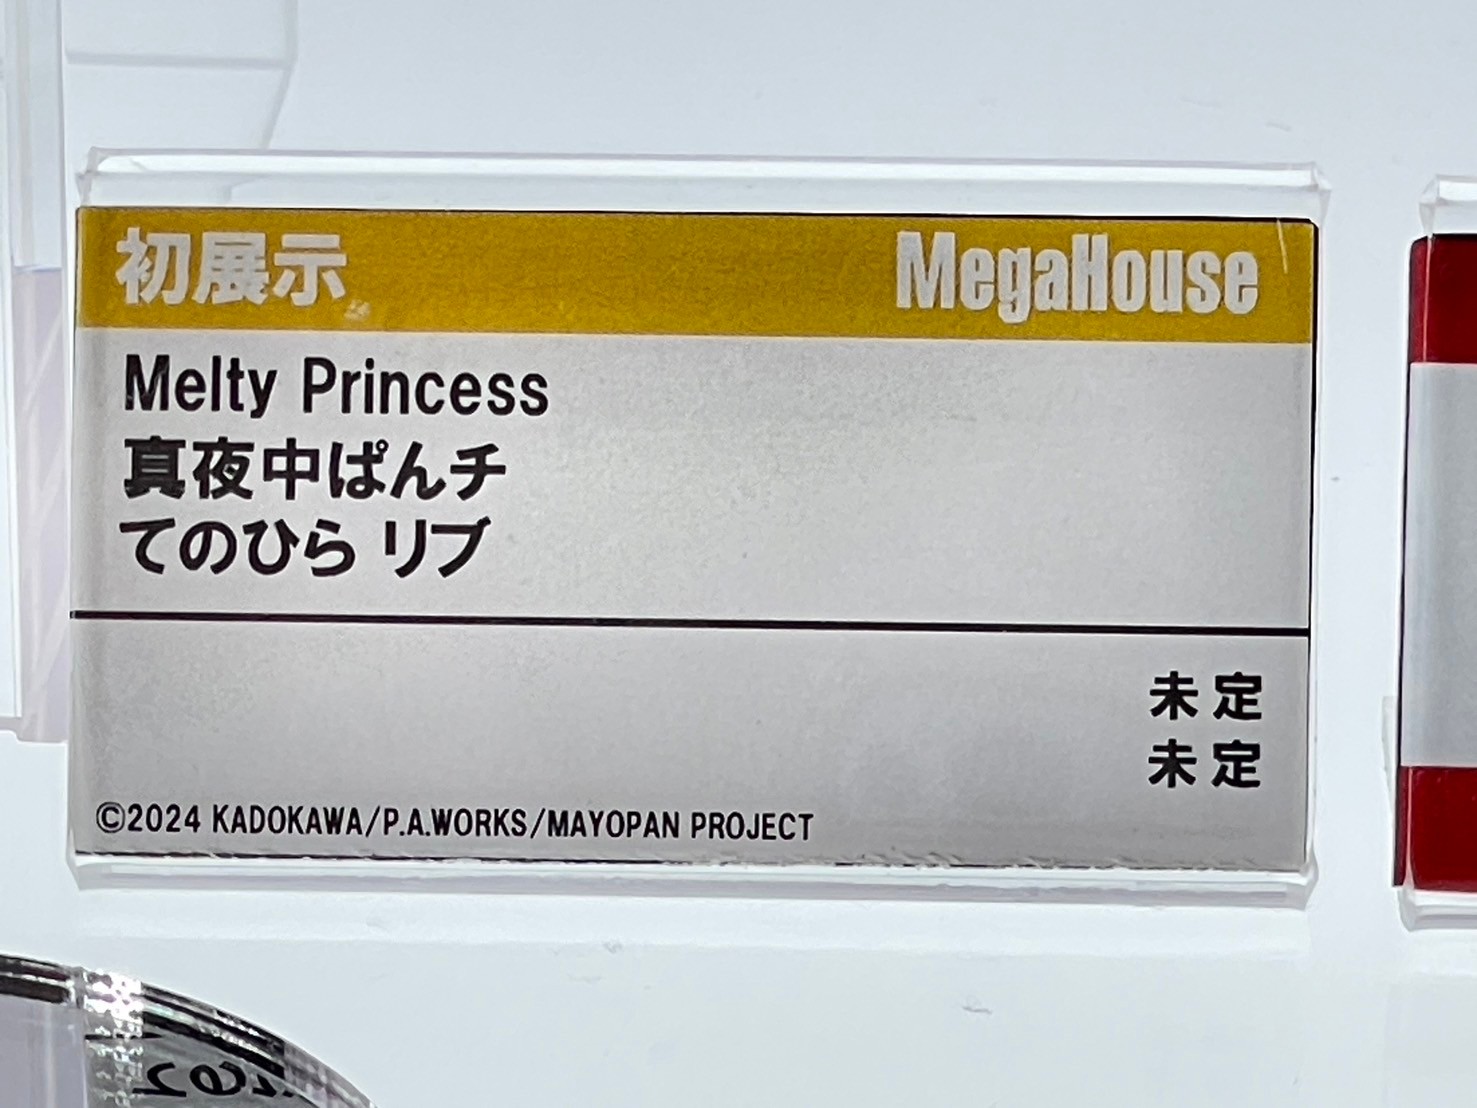 初展示 MegaHouse
Melty Princess
真夜中ぱんチ
てのひら リブ
未定
未定
©2024 KADOKAWA/P.A.WORKS/MAYOPAN PROJECT